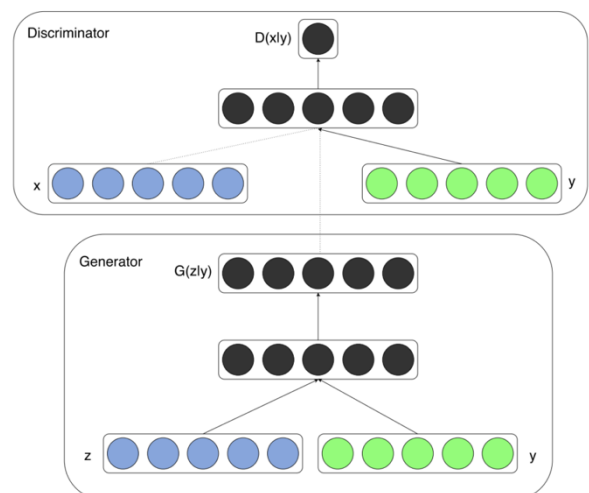 Discriminator
D(x|y)
x
y
Generator
G(z|y)
z
y